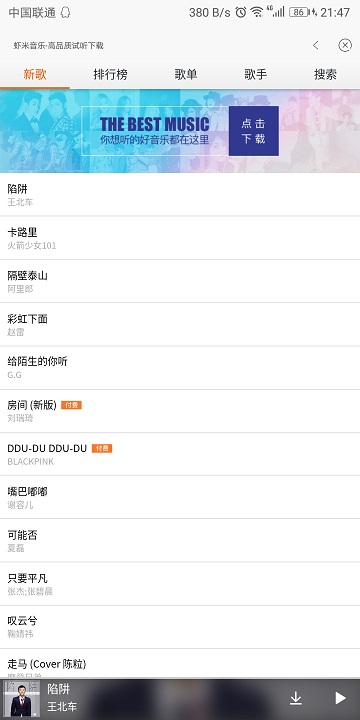 中国联通 380 B/s 4G 86 21:47
虾米音乐-高品质试听下载
新歌 排行榜 歌单 歌手 搜索
THE BEST MUSIC
你想听的好音乐都在这里
点击
下载
陷阱
王北车
卡路里
火箭少女101
隔壁泰山
阿里郎
彩虹下面
赵雷
给陌生的你听
G.G
房间 (新版) 付费
刘瑞琦
DDU-DU DDU-DU 付费
BLACKPINK
嘴巴嘟嘟
谢容儿
可能否
夏磊
只要平凡
张杰;张碧晨
叹云兮
鞠婧祎
走马 (Cover 陈粒)
陷阱
王北车